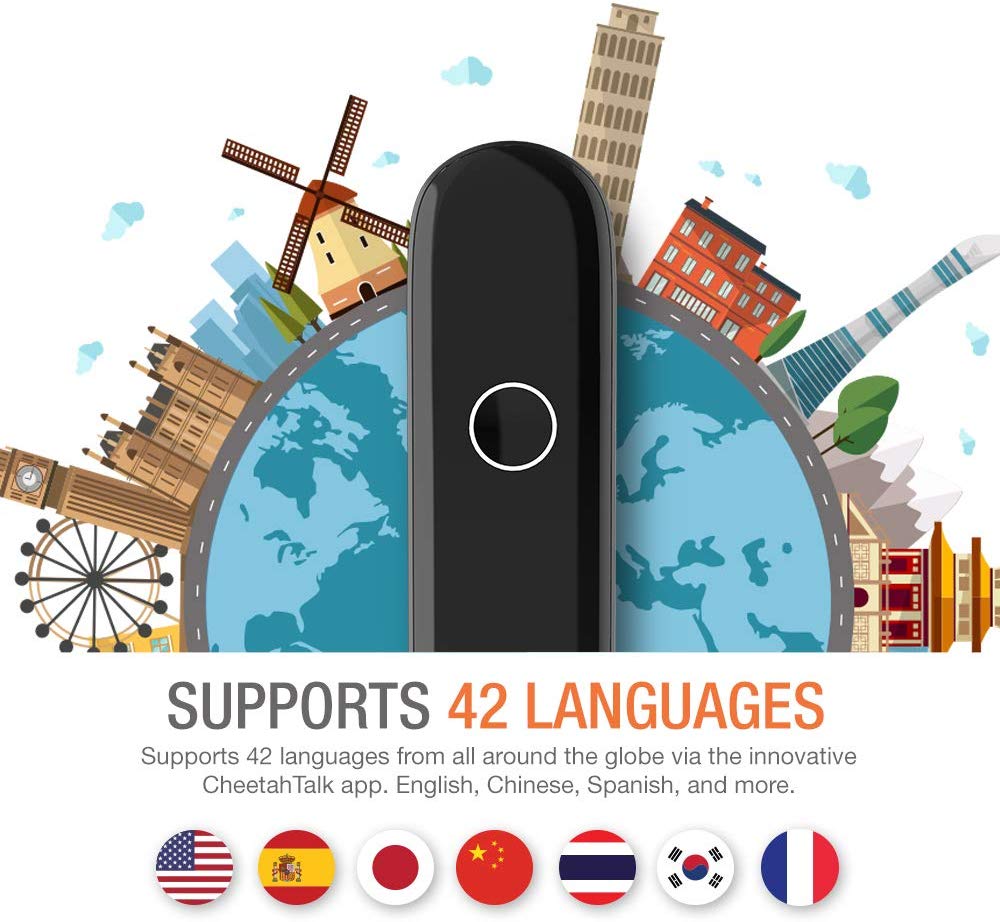 SUPPORTS 42 LANGUAGES
Supports 42 languages from all around the globe via the innovative
CheetahTalk app. English, Chinese, Spanish, and more.